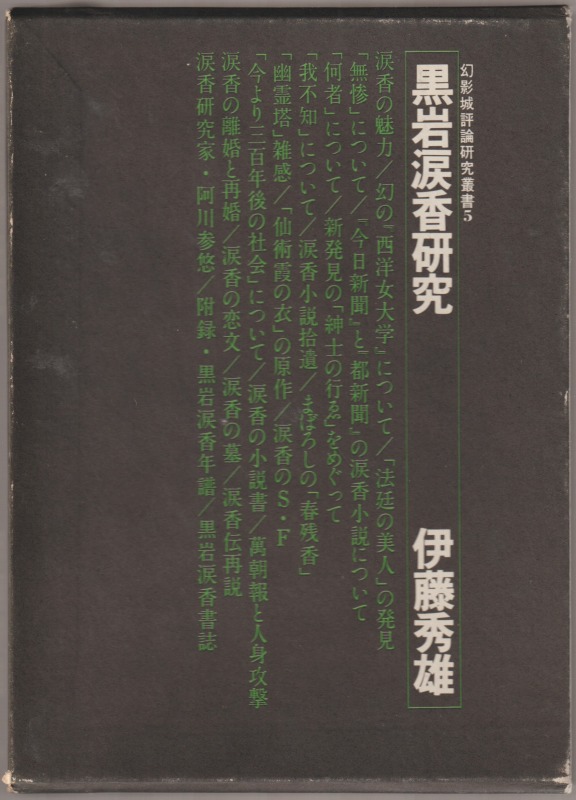 幻影城評論研究叢書5
黒岩涙香研究 伊藤秀雄
涙香の魅力／幻の『西洋女大学』について／「法廷の美人」の発見
「無惨」について／『今日新聞』と『都新聞』の涙香小説について
「何者」について／新発見の「紳士の行ゑ」をめぐって
「我不知」について／涙香小説拾遺／まぼろしの「春残香」
「幽霊塔」雑感／「仙術霞の衣」の原作／涙香のＳ・Ｆ
「今より三百年後の社会」について／涙香の小説書／萬朝報と人身攻撃
涙香の離婚と再婚／涙香の恋文／涙香の墓／涙香伝再説
涙香研究家・阿川参悠／附録・黒岩涙香年譜／黒岩涙香書誌